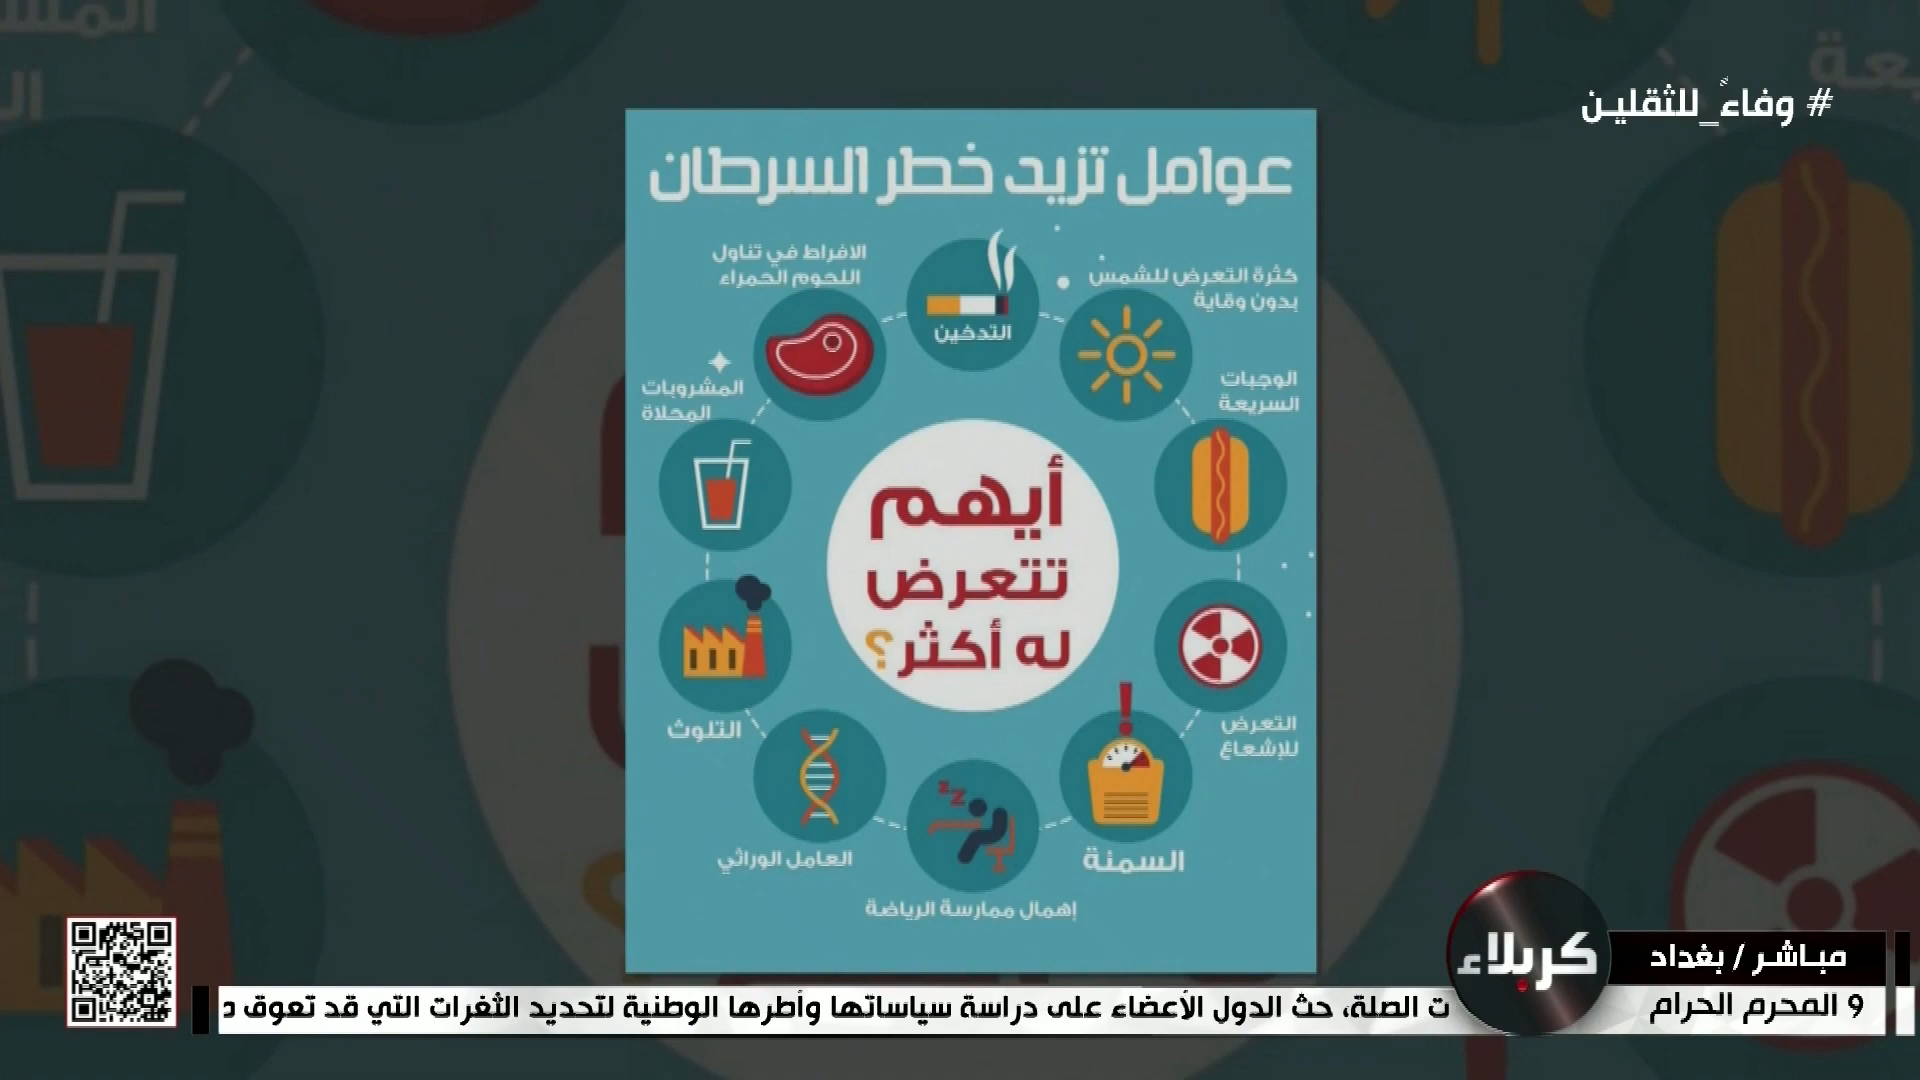 # وفاءً_للثقلين
عوامل تزيد خطر السرطان
الافراط في تناول
اللحوم الحمراء
التدخين
كثرة التعرض للشمس
بدون وقاية
المشروبات
المحلاة
الوجبات
السريعة
أيهم
تتعرض
له أكثر؟
التلوث
التعرض
للإشعاع
العامل الوراثي
السمنة
إهمال ممارسة الرياضة
zz
كربلاء
مباشر / بغداد
9 المحرم الحرام
ت الصلة، حث الدول الأعضاء على دراسة سياساتها وأطرها الوطنية لتحديد الثغرات التي قد تعوق د